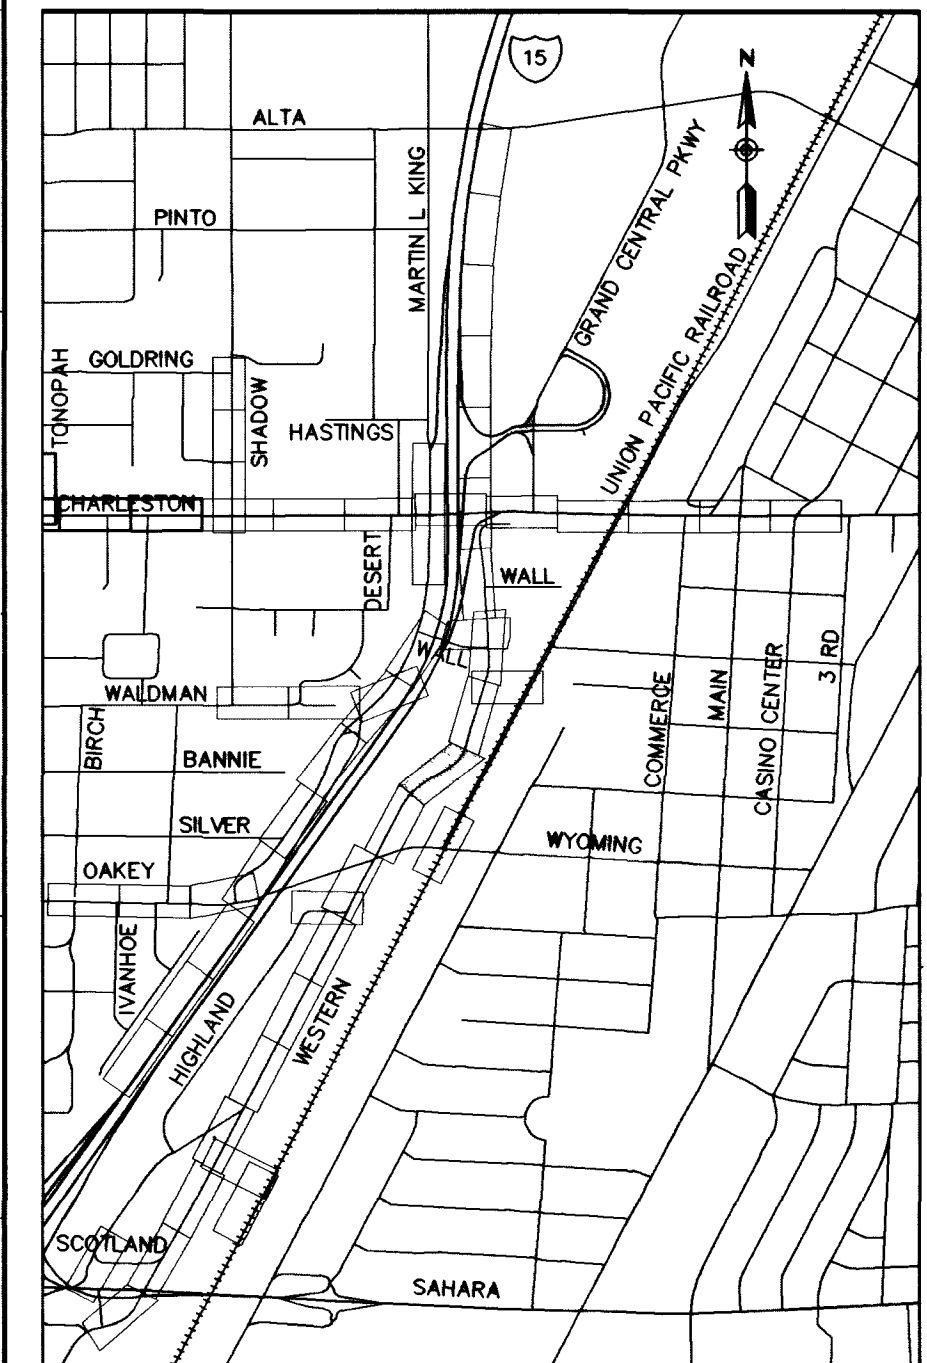 15
N
ALTA
MARTIN L KING
GRAND CENTRAL PKWY
PINTO
UNION PACIFIC RAILROAD
TONOPAH
GOLDRING
SHADOW
HASTINGS
CHARLESTON
DESERT
WALL
WALL
3 RD
CASINO CENTER
MAIN
COMMERCE
WALDMAN
BIRCH
BANNIE
SILVER
WYOMING
OAKEY
IVANHOE
HIGHLAND
WESTERN
SCOTLAND
SAHARA